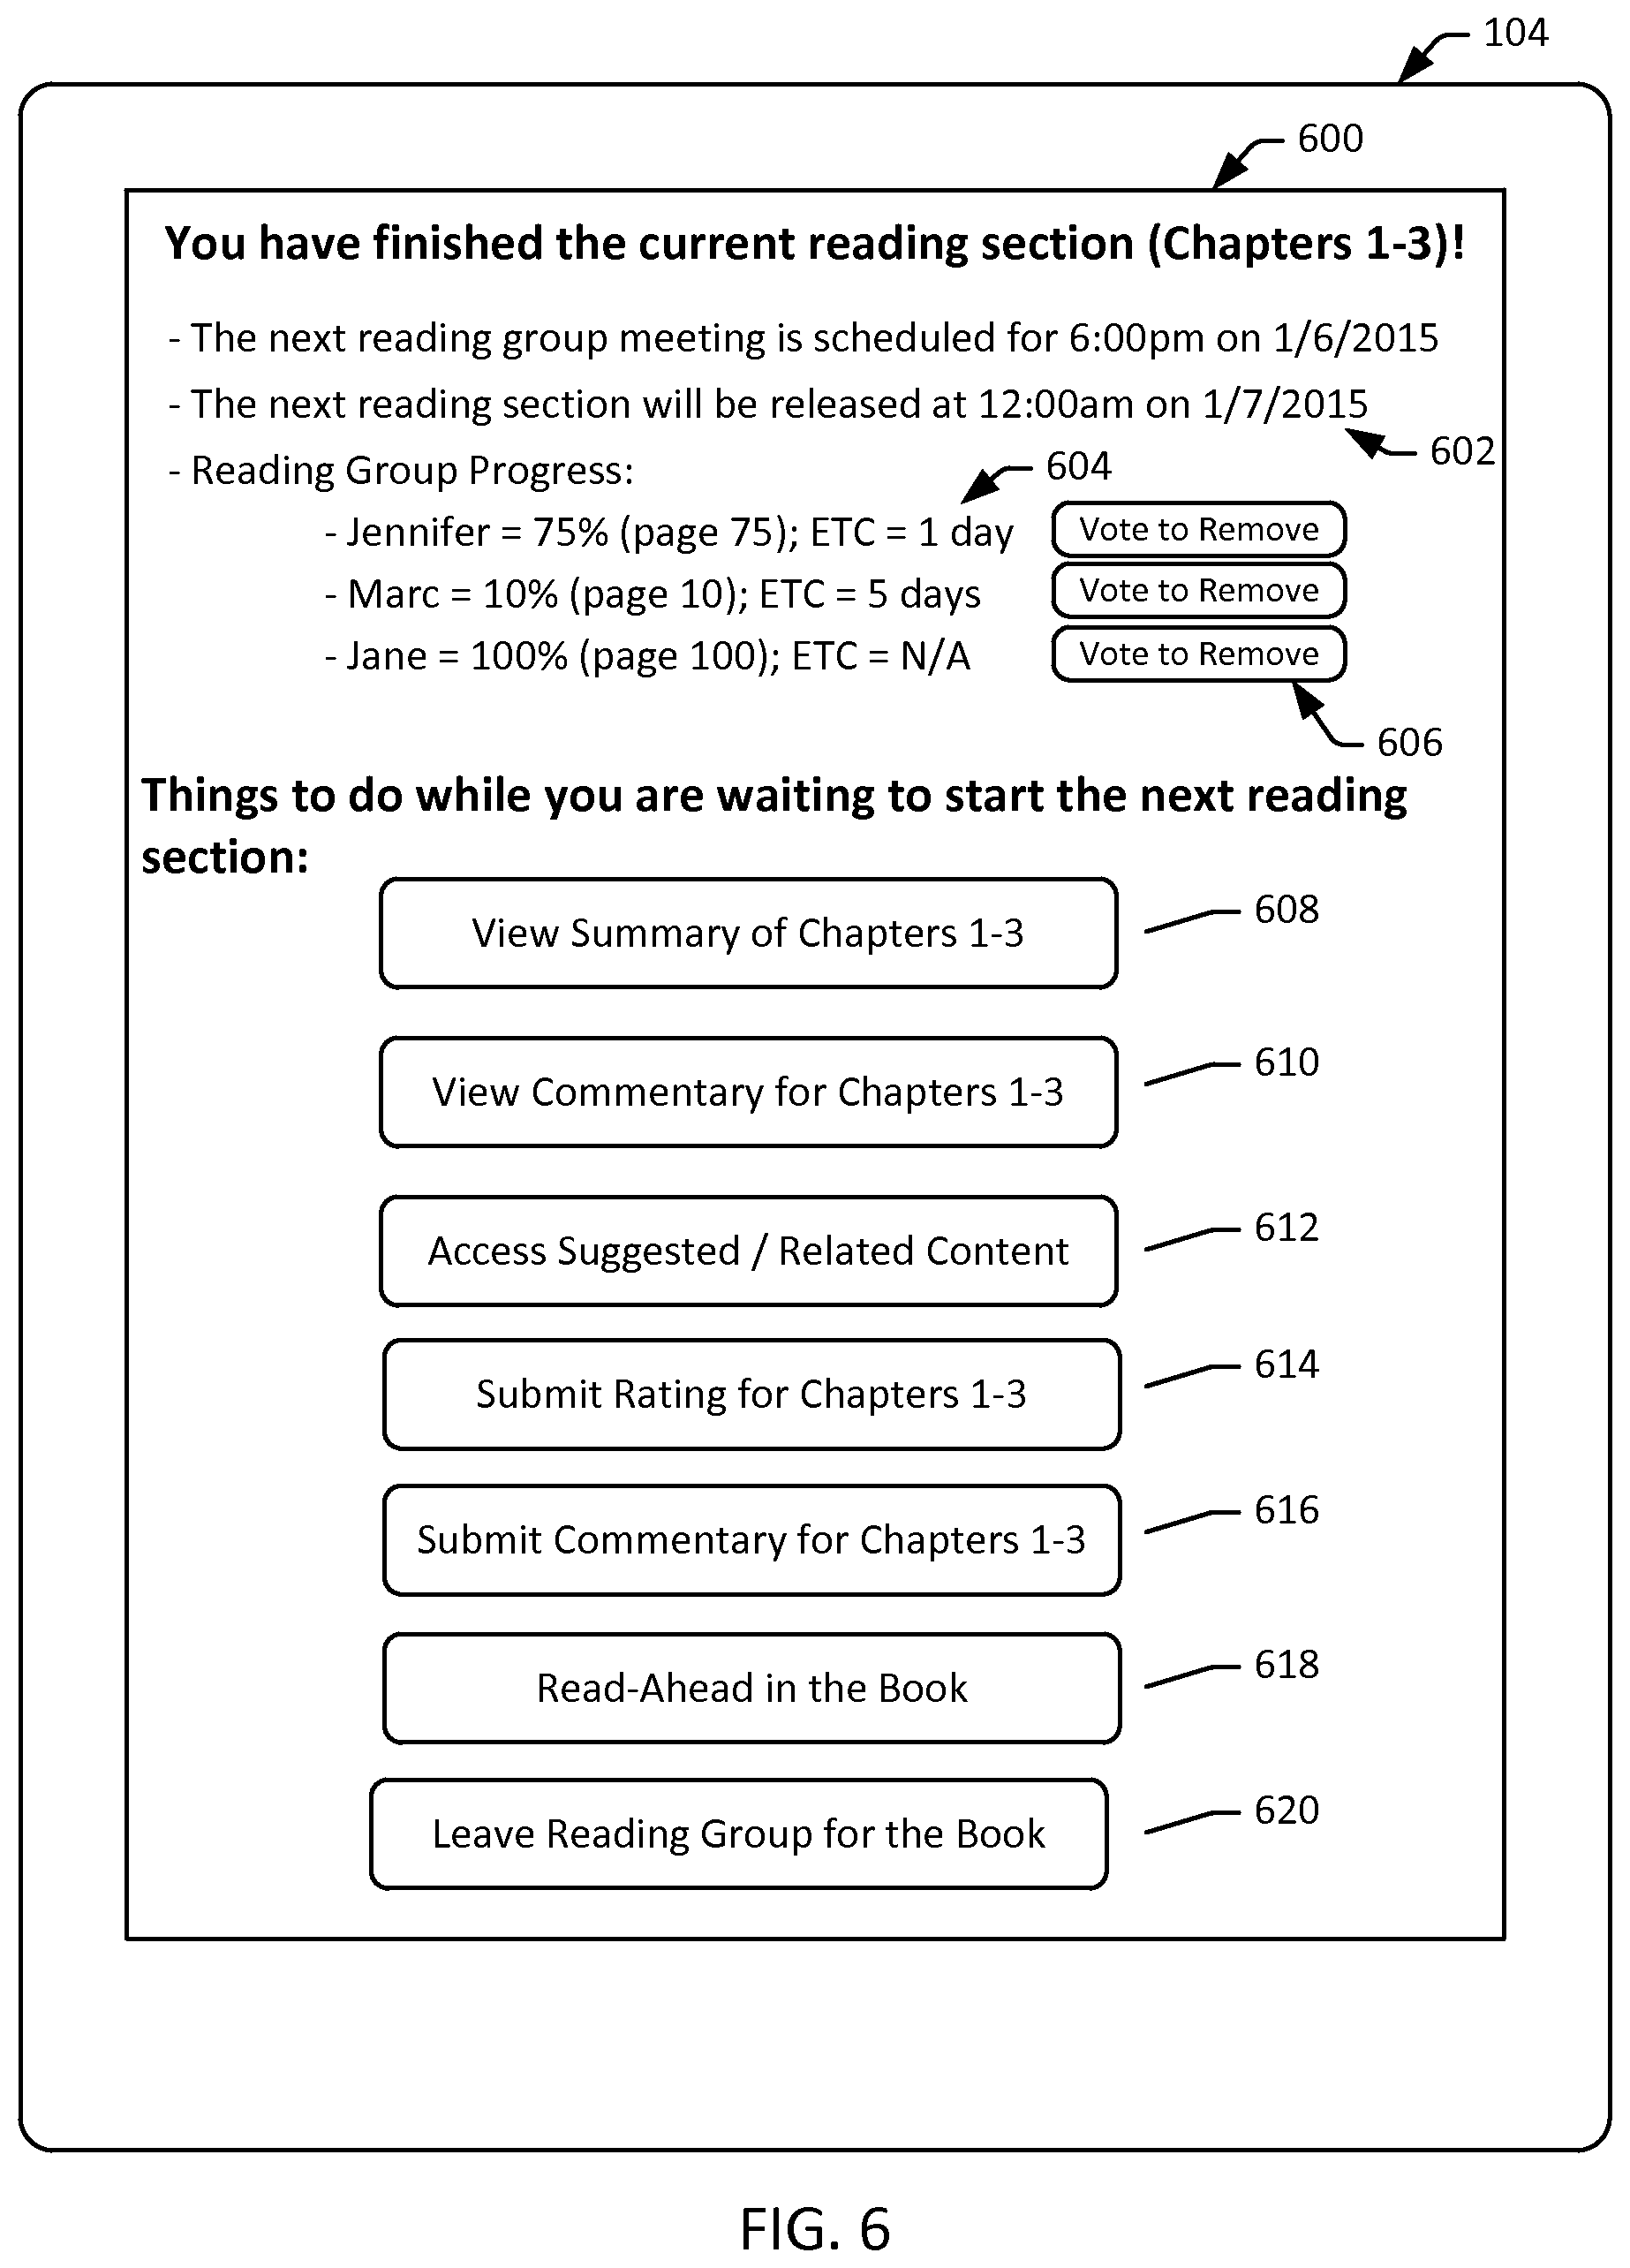 104
600
You have finished the current reading section (Chapters 1-3)!
- The next reading group meeting is scheduled for 6:00pm on 1/6/2015
- The next reading section will be released at 12:00am on 1/7/2015
602
- Reading Group Progress:
604
- Jennifer = 75% (page 75); ETC = 1 day Vote to Remove
- Marc = 10% (page 10); ETC = 5 days Vote to Remove
- Jane = 100% (page 100); ETC = N/A Vote to Remove
606
Things to do while you are waiting to start the next reading
section:
View Summary of Chapters 1-3 608
View Commentary for Chapters 1-3 610
Access Suggested / Related Content 612
Submit Rating for Chapters 1-3 614
Submit Commentary for Chapters 1-3 616
Read-Ahead in the Book 618
Leave Reading Group for the Book 620
FIG. 6